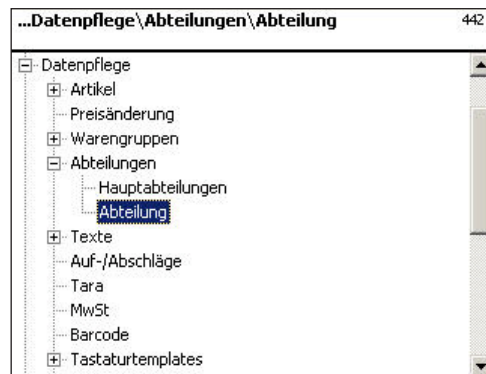 ...Datenpflege\Abteilungen\Abteilung 442
Datenpflege
Artikel
Preisänderung
Warengruppen
Abteilungen
Hauptabteilungen
Abteilung
Texte
Auf-/Abschläge
Tara
MwSt
Barcode
Tastaturtemplates